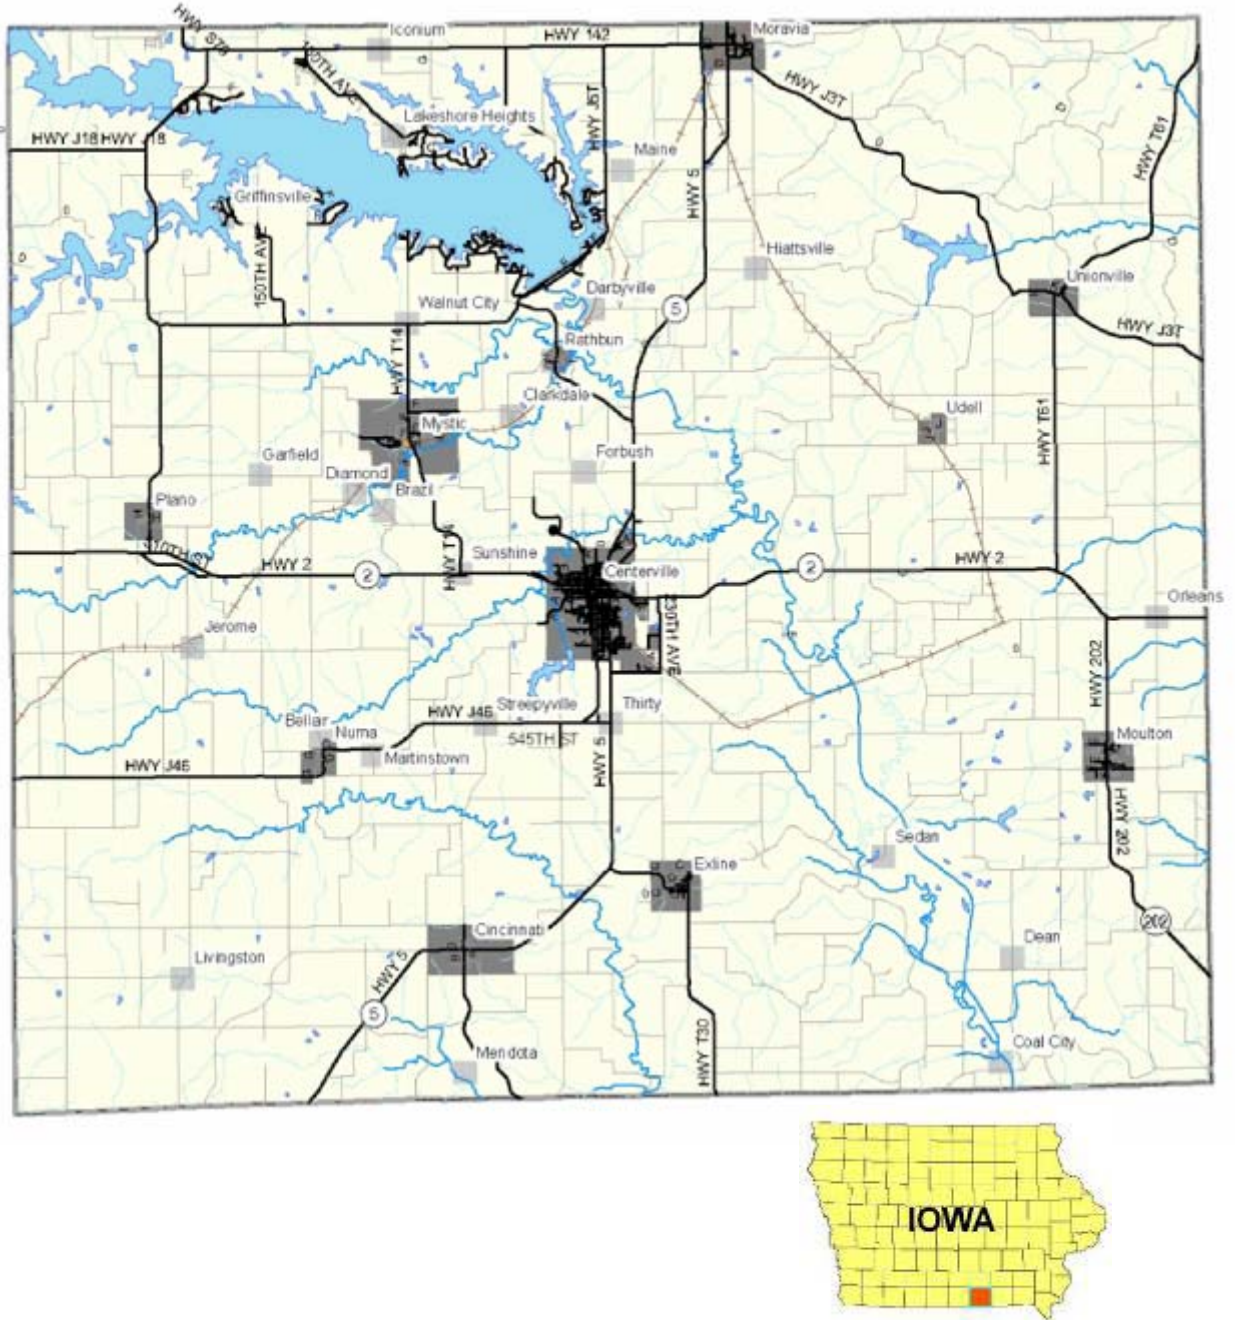 HWY S70
Iconium
HWY 142
Moravia
150TH AVE
HWY J3T
HWY J5T
Lakeshore Heights
HWY T61
HWY J18
HWY J18
Maine
HWY 5
Griffinsville
150TH AVE
Hiattsville
Unionville
Darbyville
Walnut City
5
HWY J3T
Rathbun
HWY T14
Clarkdale
Udell
Mystic
HWY T61
Garfield
Forbush
Diamond
Brazil
Plano
Sunshine
HWY T14
HWY 2
2
Centerville
2
HWY 2
Orleans
230TH AVE
Jerome
HWY 202
Streepyville
Thirty
HWY J46
Bellair
Numa
545TH ST
HWY 5
Martinstown
HWY J46
Moulton
HWY 202
Sedan
Exline
202
Cincinnati
Dean
Livingston
HWY 5
5
HWY T30
Coal City
Mendota
IOWA